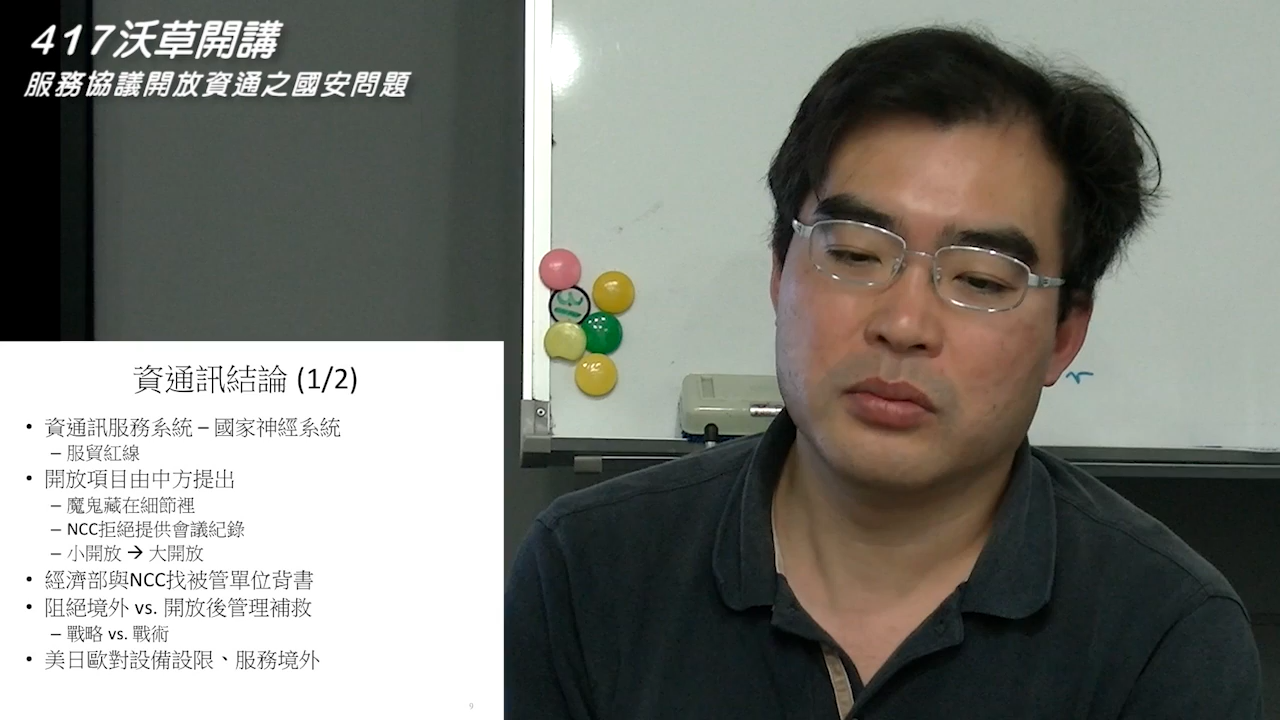 417沃草開講
服務協議開放資通之國安問題
資通訊結論 (1/2)
• 資通訊服務系統 – 國家神經系統
– 服貿紅線
• 開放項目由中方提出
– 魔鬼藏在細節裡
– NCC拒絕提供會議紀錄
– 小開放 → 大開放
• 經濟部與NCC找被管單位背書
• 阻絕境外 vs. 開放後管理補救
– 戰略 vs. 戰術
• 美日歐對設備設限、服務境外
9